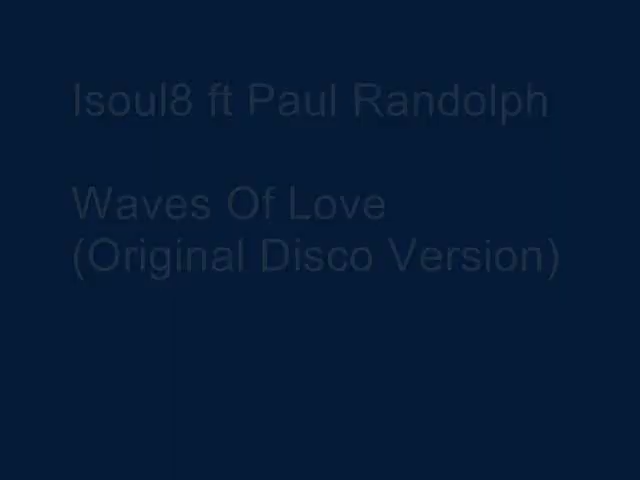 Isoul8 ft Paul Randolph
Waves Of Love
(Original Disco Version)